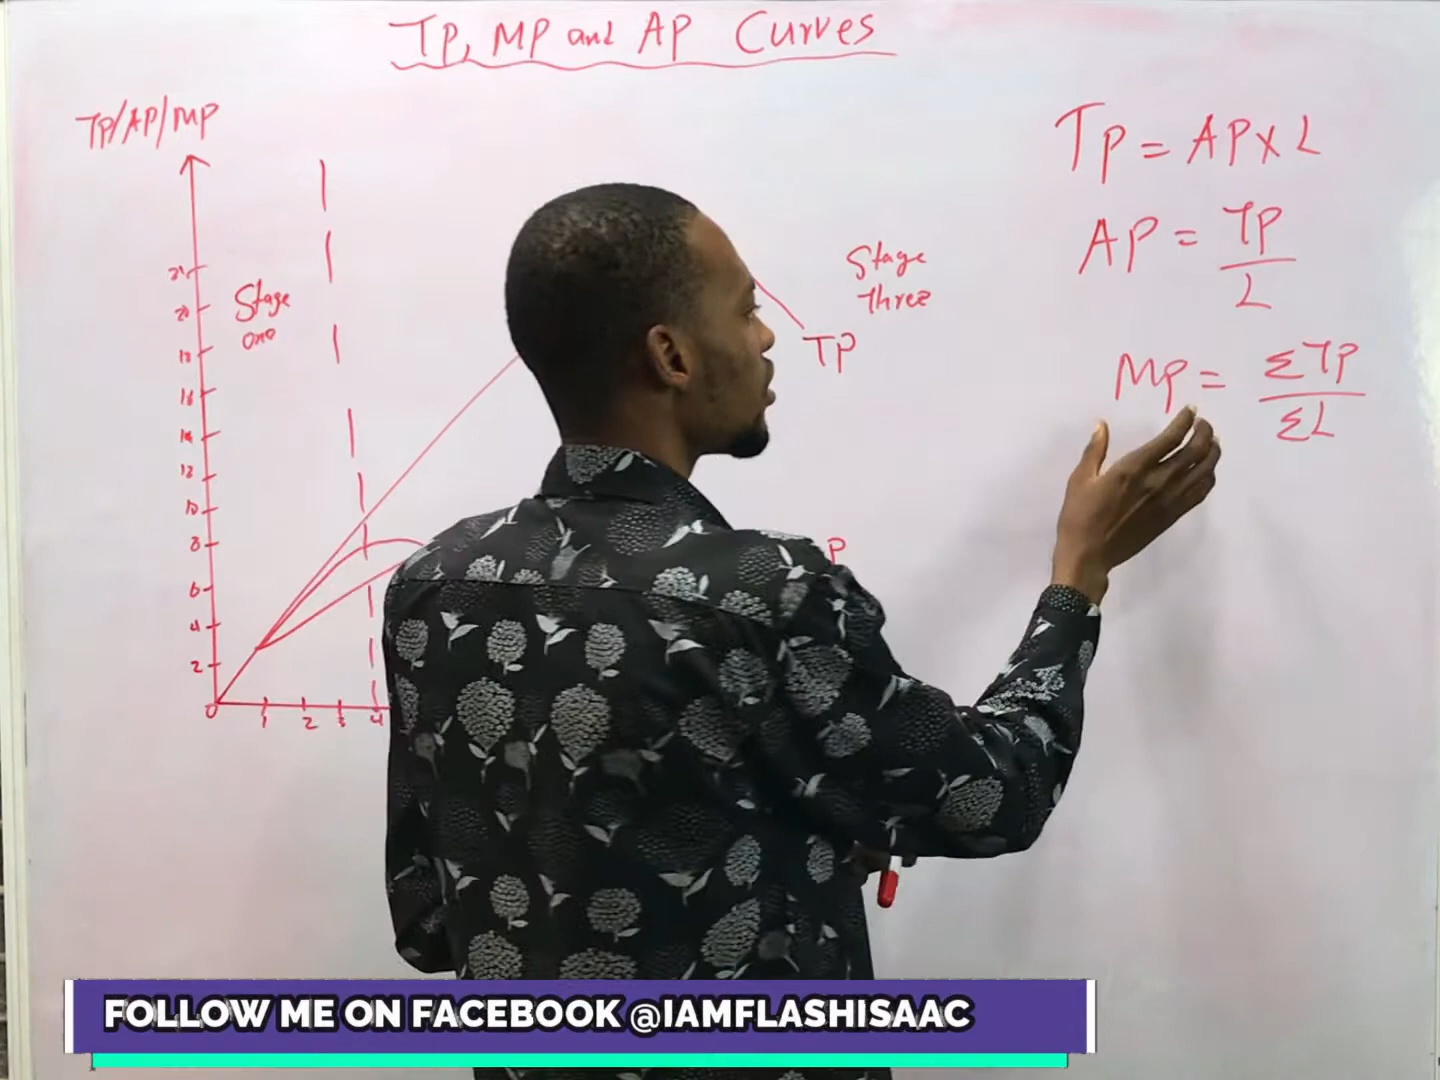 TP, MP and AP Curves
TP/AP/MP
TP = AP x L
AP = TP
L
MP = ΣTP
ΣL
Stage
one
Stage
Three
TP
P
20
18
16
14
12
10
8
6
4
2
0 1 2 3 4
FOLLOW ME ON FACEBOOK @IAMFLASHISAAC